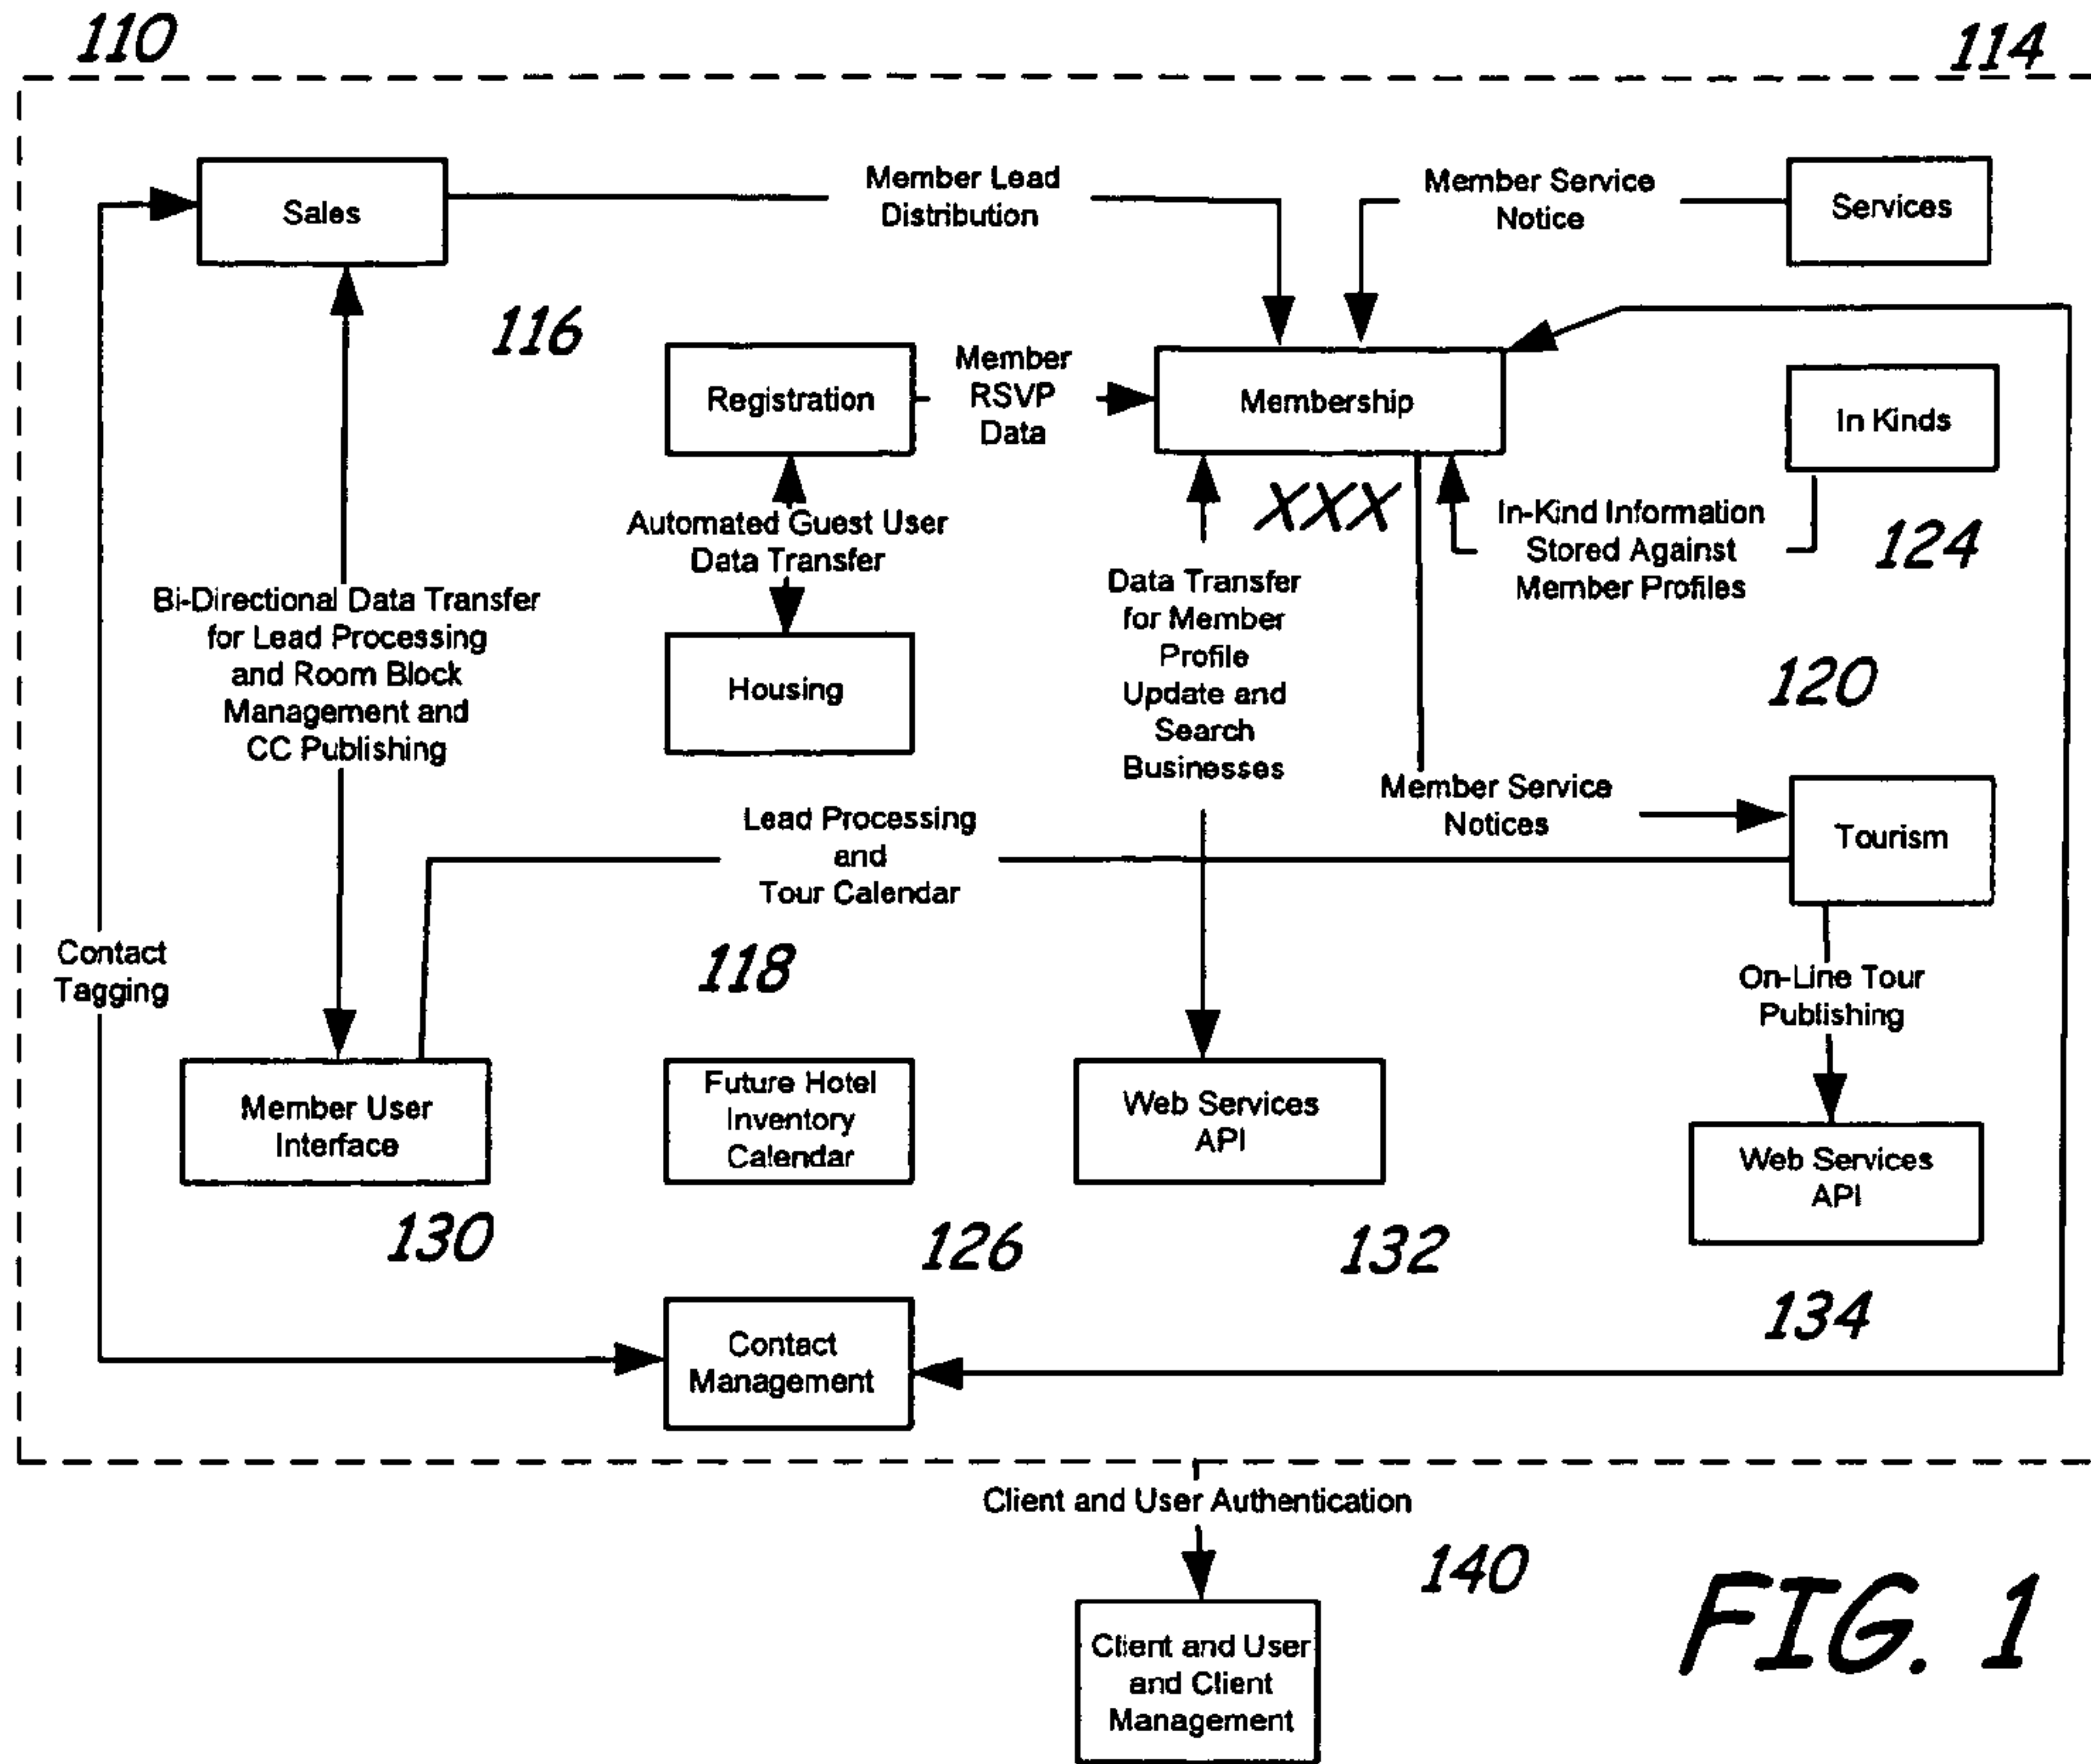 110
114
Sales
Member Lead
Distribution
Member Service
Notice
Services
116
Registration
Member
RSVP
Data
Membership
In Kinds
XXX
Automated Guest User
Data Transfer
In-Kind Information
Stored Against
Member Profiles
124
Bi-Directional Data Transfer
for Lead Processing
and Room Block
Management and
CC Publishing
Housing
Data Transfer
for Member
Profile
Update and
Search
Businesses
120
Member Service
Notices
Tourism
Lead Processing
and
Tour Calendar
Contact
Tagging
118
On-Line Tour
Publishing
Member User
Interface
Future Hotel
Inventory
Calendar
Web Services
API
Web Services
API
130
126
132
134
Contact
Management
Client and User Authentication
140
Client and User
and Client
Management
FIG. 1